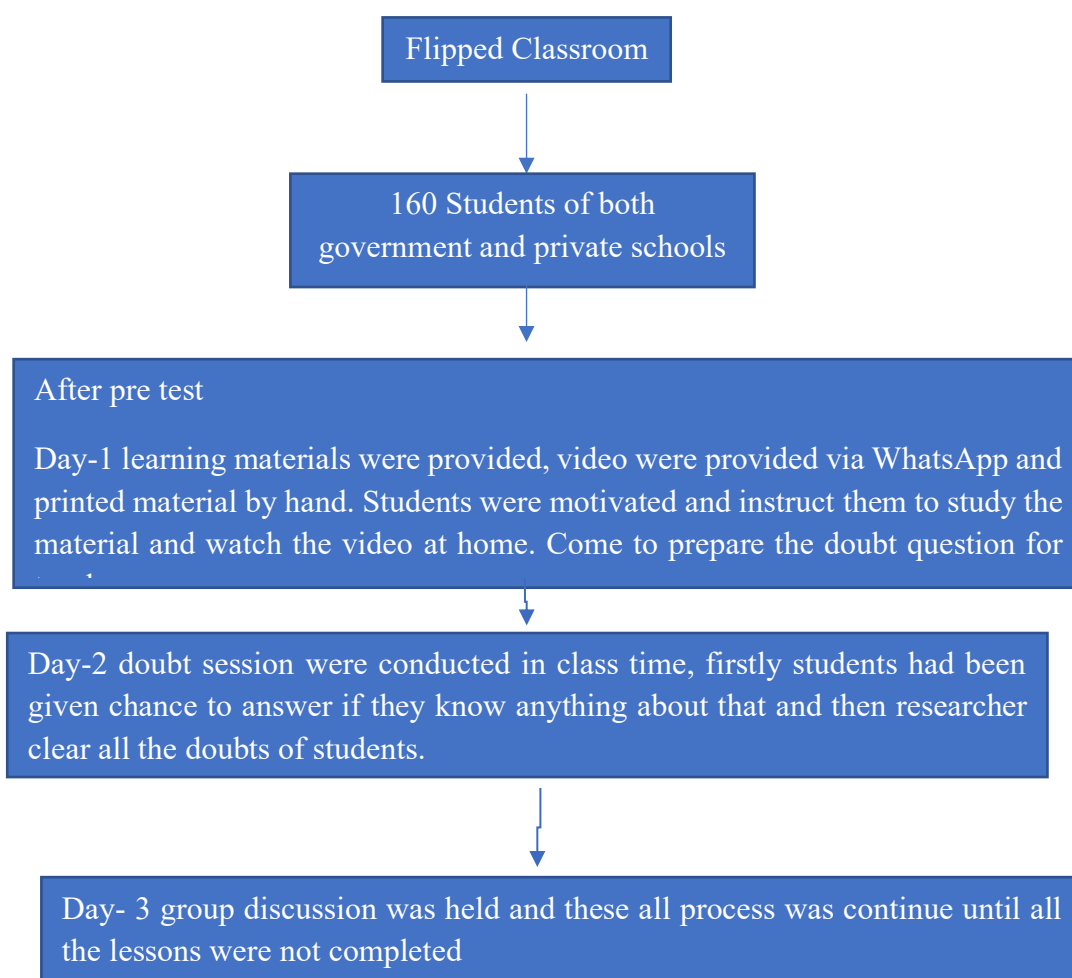 Flipped Classroom
160 Students of both
government and private schools
After pre test
Day-1 learning materials were provided, video were provided via WhatsApp and
printed material by hand. Students were motivated and instruct them to study the
material and watch the video at home. Come to prepare the doubt question for
Day-2 doubt session were conducted in class time, firstly students had been
given chance to answer if they know anything about that and then researcher
clear all the doubts of students.
Day- 3 group discussion was held and these all process was continue until all
the lessons were not completed